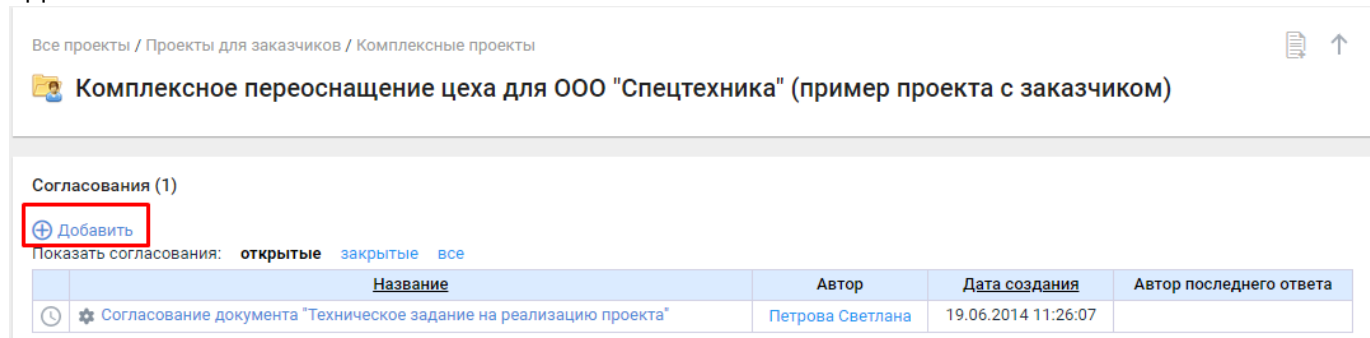 Все проекты / Проекты для заказчиков / Комплексные проекты
Комплексное переоснащение цеха для ООО "Спецтехника" (пример проекта с заказчиком)
Согласования (1)
Добавить
Показать согласования: открытые закрытые все
Название Автор Дата создания Автор последнего ответа
Согласование документа "Техническое задание на реализацию проекта" Петрова Светлана 19.06.2014 11:26:07